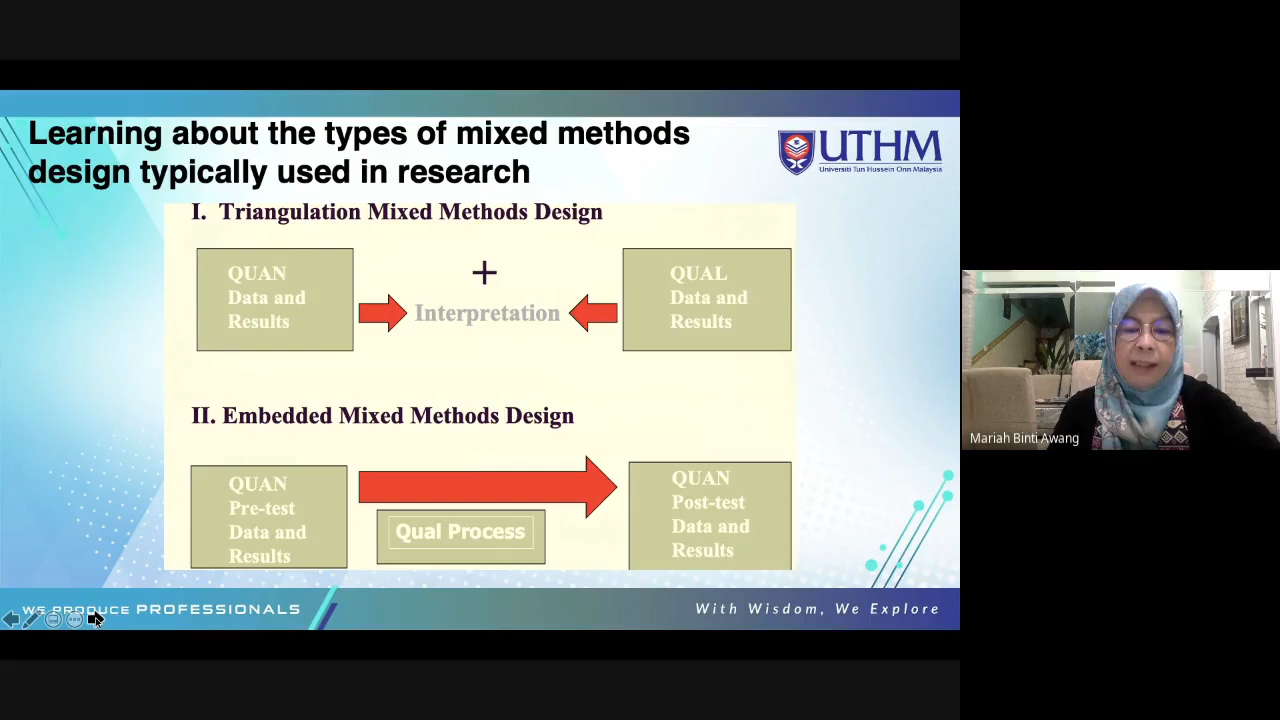 Learning about the types of mixed methods
design typically used in research
UTHM
Universiti Tun Hussein Onn Malaysia
I. Triangulation Mixed Methods Design
QUAN
Data and
Results
+
Interpretation
QUAL
Data and
Results
II. Embedded Mixed Methods Design
QUAN
Pre-test
Data and
Results
Qual Process
QUAN
Post-test
Data and
Results
Mariah Binti Awang
WE PRODUCE PROFESSIONALS
With Wisdom, We Explore